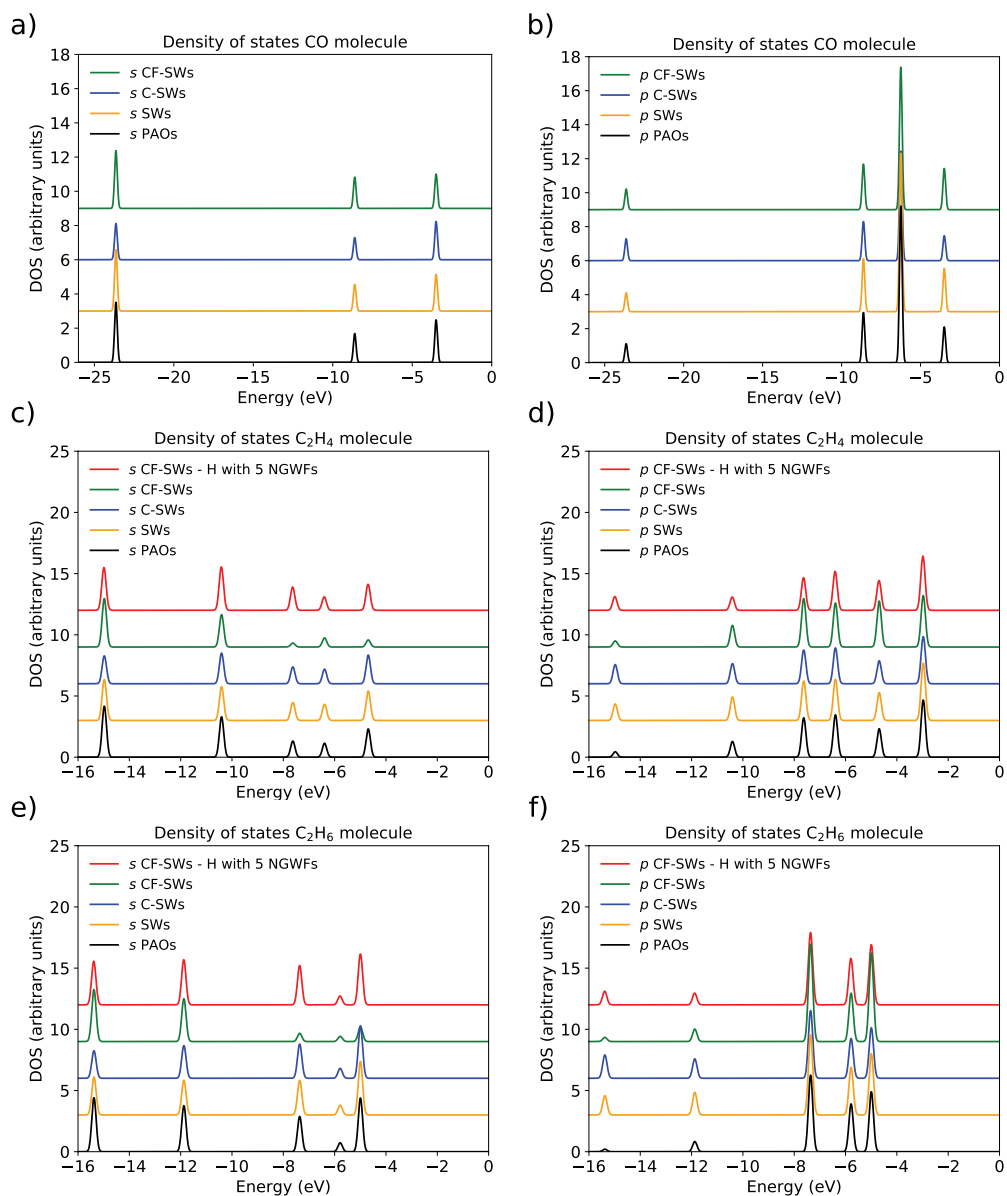 a)
Density of states CO molecule
s CF-SWs
s C-SWs
s SWs
s PAOs
DOS (arbitrary units)
18
16
14
12
10
8
6
4
2
0
−25 −20 −15 −10 −5 0
Energy (eV)
b)
Density of states CO molecule
p CF-SWs
p C-SWs
p SWs
p PAOs
DOS (arbitrary units)
18
16
14
12
10
8
6
4
2
0
−25 −20 −15 −10 −5 0
Energy (eV)
c)
Density of states C₂H₄ molecule
s CF-SWs - H with 5 NGWFs
s CF-SWs
s C-SWs
s SWs
s PAOs
DOS (arbitrary units)
25
20
15
10
5
0
−16 −14 −12 −10 −8 −6 −4 −2 0
Energy (eV)
d)
Density of states C₂H₄ molecule
p CF-SWs - H with 5 NGWFs
p CF-SWs
p C-SWs
p SWs
p PAOs
DOS (arbitrary units)
25
20
15
10
5
0
−16 −14 −12 −10 −8 −6 −4 −2 0
Energy (eV)
e)
Density of states C₂H₆ molecule
s CF-SWs - H with 5 NGWFs
s CF-SWs
s C-SWs
s SWs
s PAOs
DOS (arbitrary units)
25
20
15
10
5
0
−16 −14 −12 −10 −8 −6 −4 −2 0
Energy (eV)
f)
Density of states C₂H₆ molecule
p CF-SWs - H with 5 NGWFs
p CF-SWs
p C-SWs
p SWs
p PAOs
DOS (arbitrary units)
25
20
15
10
5
0
−16 −14 −12 −10 −8 −6 −4 −2 0
Energy (eV)